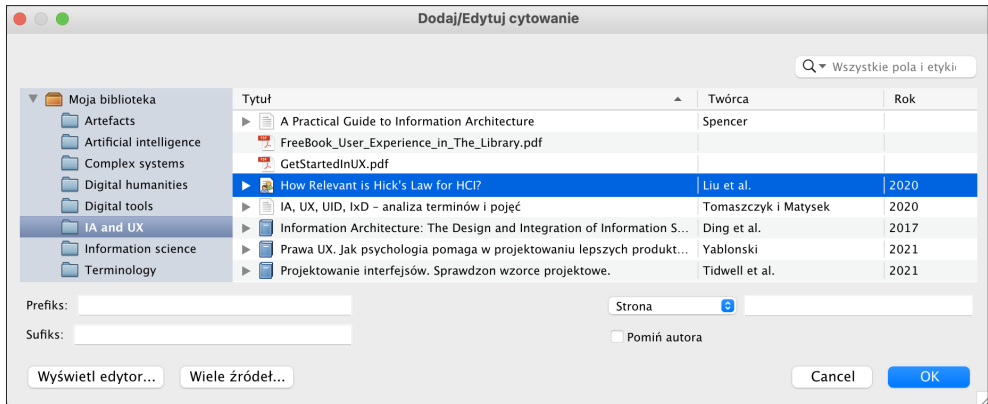 Dodaj/Edytuj cytowanie
Wszystkie pola i etykie
Moja biblioteka
Artefacts
Artificial intelligence
Complex systems
Digital humanities
Digital tools
IA and UX
Information science
Terminology
Tytuł Twórca Rok
A Practical Guide to Information Architecture Spencer
FreeBook_User_Experience_in_The_Library.pdf
GetStartedInUX.pdf
How Relevant is Hick's Law for HCI? Liu et al. 2020
IA, UX, UID, IxD – analiza terminów i pojęć Tomaszczyk i Matysek 2020
Information Architecture: The Design and Integration of Information S... Ding et al. 2017
Prawa UX. Jak psychologia pomaga w projektowaniu lepszych produkt... Yablonski 2021
Projektowanie interfejsów. Sprawdzon wzorce projektowe. Tidwell et al. 2021
Prefiks:
Strona
Sufiks:
Pomiń autora
Wyświetl edytor... Wiele źródeł... Cancel OK